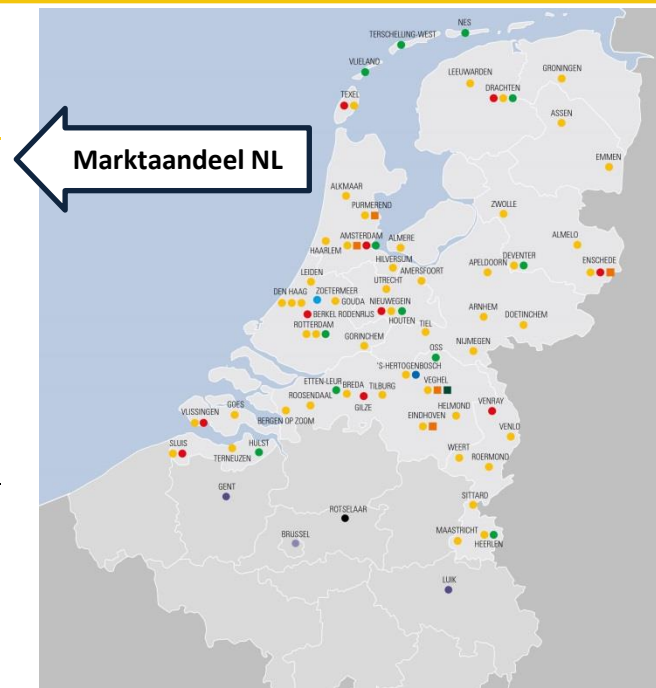 NES
TERSCHELLING-WEST
VLIELAND
LEEUWARDEN
GRONINGEN
DRACHTEN
TEXEL
ASSEN
Marktaandeel NL
EMMEN
ALKMAAR
PURMEREND
ZWOLLE
AMSTERDAM
ALMERE
ALMELO
HAARLEM
HILVERSUM
DEVENTER
APELDOORN
ENSCHEDE
AMERSFOORT
LEIDEN
UTRECHT
DEN HAAG
ZOETERMEER
GOUDA
NIEUWEGEIN
BERKEL RODENRIJS
HOUTEN
ARNHEM
DOETINCHEM
ROTTERDAM
TIEL
GORINCHEM
NIJMEGEN
OSS
'S-HERTOGENBOSCH
ETTEN-LEUR
BREDA
TILBURG
VEGHEL
ROOSENDAAL
GILZE
VENRAY
GOES
HELMOND
VLISSINGEN
BERGEN OP ZOOM
EINDHOVEN
VENLO
SLUIS
HULST
TERNEUZEN
WEERT
ROERMOND
GENT
SITTARD
ROTSELAAR
MAASTRICHT
BRUSSEL
HEERLEN
LUIK